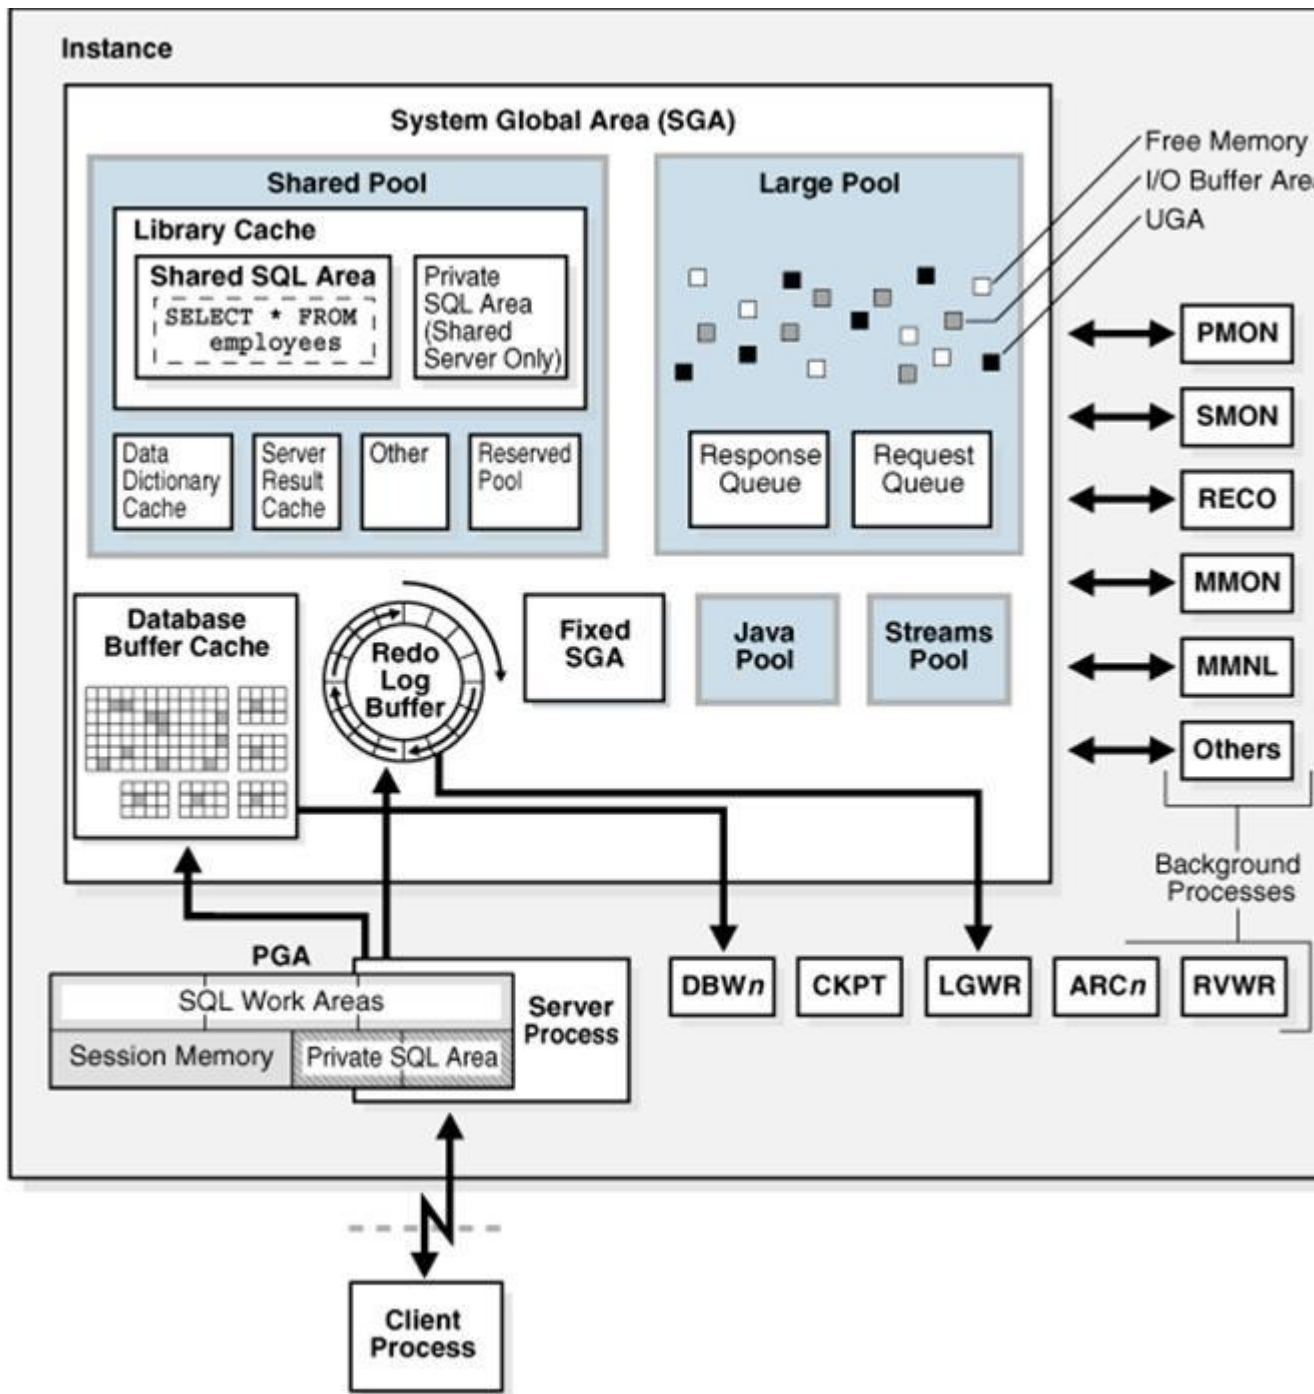 Instance
System Global Area (SGA)
Shared Pool
Library Cache
Shared SQL Area
SELECT * FROM
employees
Private
SQL Area
(Shared
Server Only)
Data
Dictionary
Cache
Server
Result
Cache
Other
Reserved
Pool
Large Pool
Response
Queue
Request
Queue
Free Memory
I/O Buffer Area
UGA
Database
Buffer Cache
Redo
Log
Buffer
Fixed
SGA
Java
Pool
Streams
Pool
PMON
SMON
RECO
MMON
MMNL
Others
Background
Processes
PGA
SQL Work Areas
Session Memory
Private SQL Area
Server
Process
DBWn
CKPT
LGWR
ARCn
RVWR
Client
Process